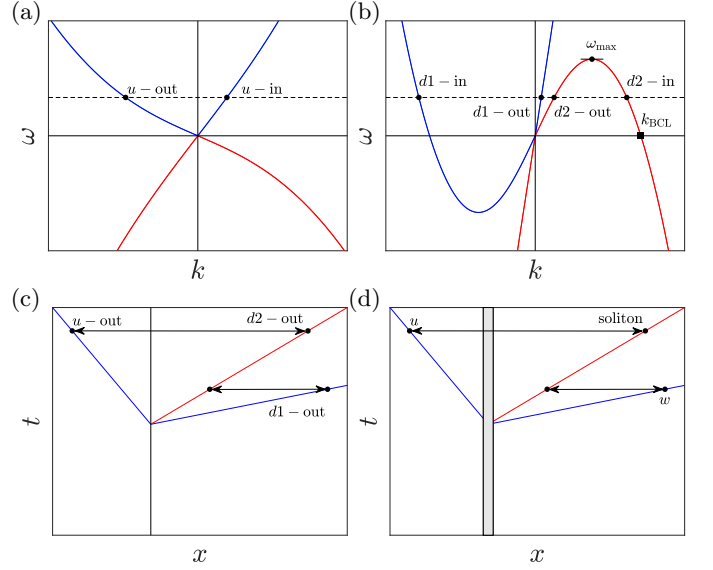 (a)
(b)
u − out
u − in
ω
k
ω_max
d1 − in
d2 − in
d1 − out
d2 − out
k_BCL
ω
k
(c)
(d)
u − out
d2 − out
d1 − out
t
x
u
soliton
w
t
x